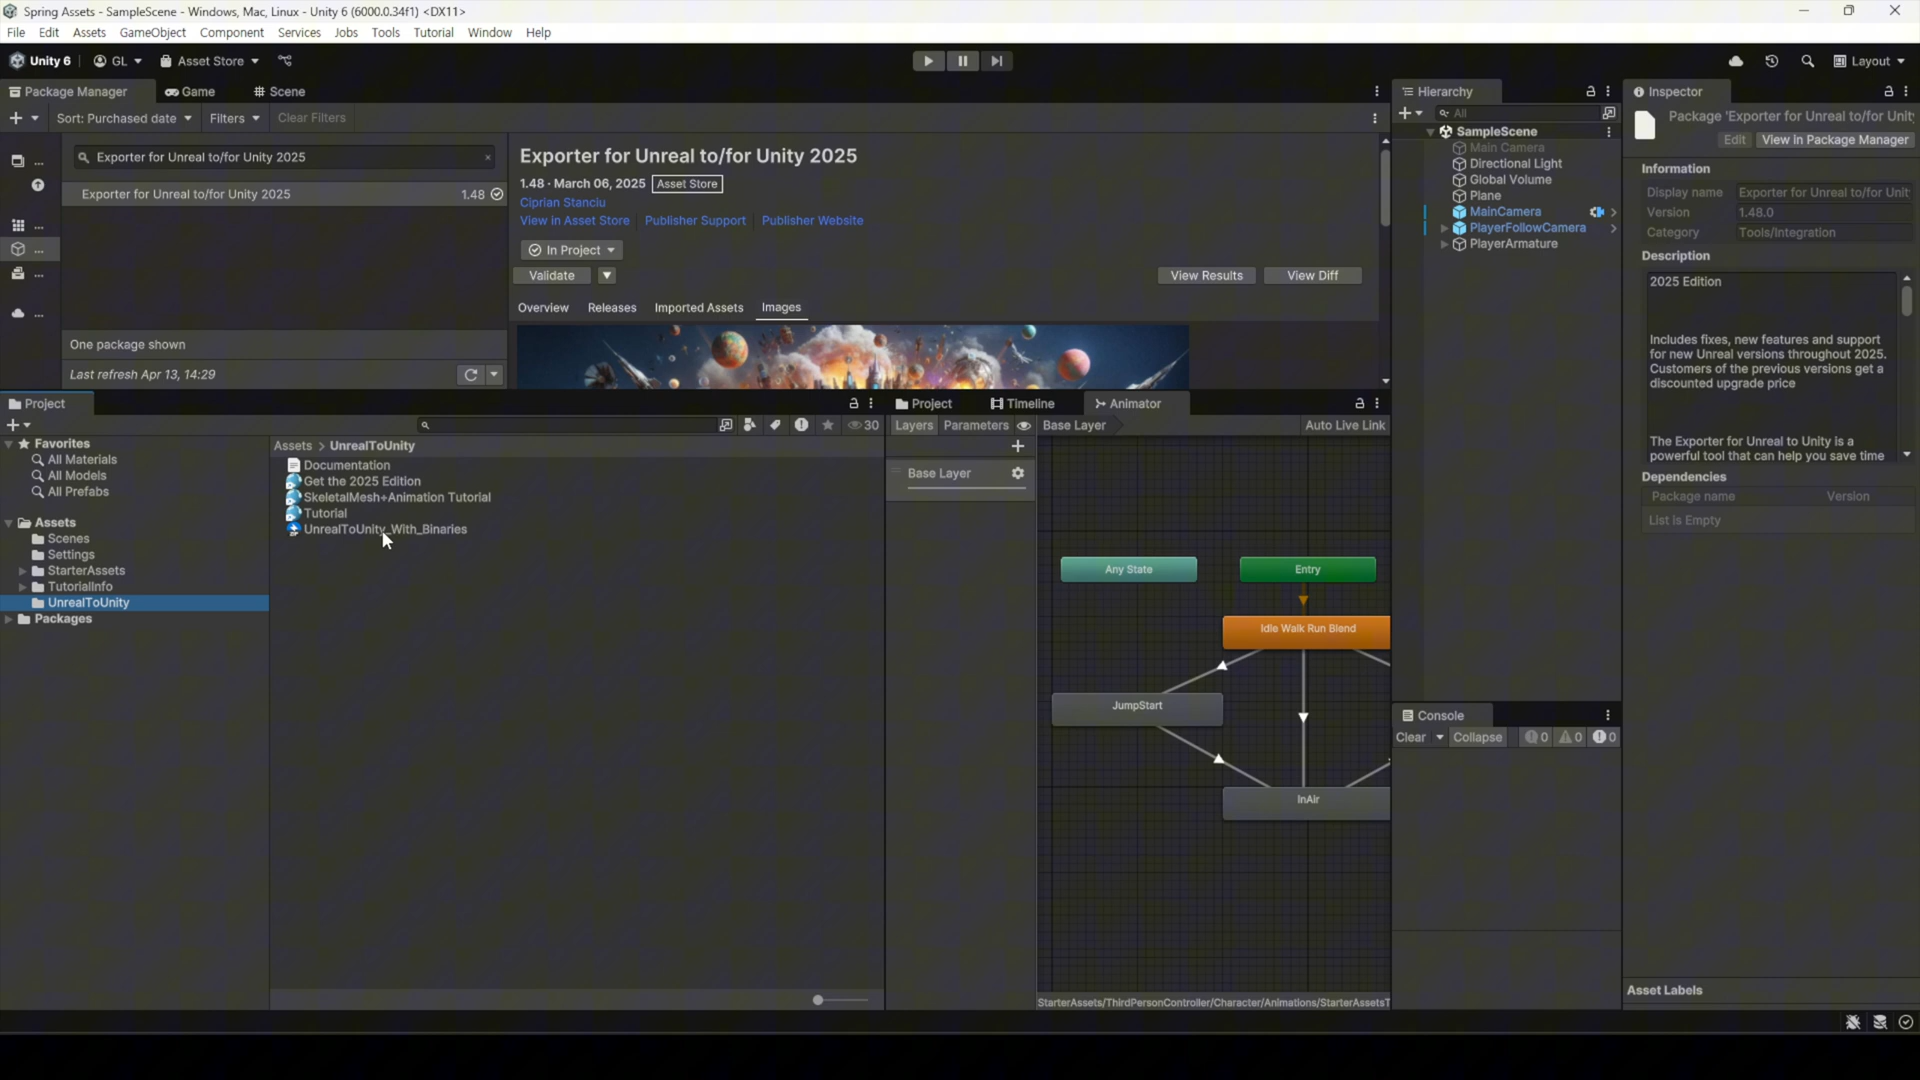 Spring Assets - SampleScene - Windows, Mac, Linux - Unity 6 (6000.0.34f1) <DX11>
File Edit Assets GameObject Component Services Jobs Tools Tutorial Window Help
Unity 6 GL Asset Store Layout
Package Manager Game Scene
Sort: Purchased date Filters Clear Filters
Exporter for Unreal to/for Unity 2025
Exporter for Unreal to/for Unity 2025 1.48
One package shown
Last refresh Apr 13, 14:29
Exporter for Unreal to/for Unity 2025
1.48 · March 06, 2025 Asset Store
Ciprian Stanciu
View in Asset Store Publisher Support Publisher Website
In Project
Validate View Results View Diff
Overview Releases Imported Assets Images
Hierarchy
All
SampleScene
Main Camera
Directional Light
Global Volume
Plane
MainCamera
PlayerFollowCamera
PlayerArmature
Inspector
Package 'Exporter for Unreal to/for Unit
Edit View in Package Manager
Information
Display name Exporter for Unreal to/for Unit
Version 1.48.0
Category Tools/Integration
Description
2025 Edition
Includes fixes, new features and support
for new Unreal versions throughout 2025.
Customers of the previous versions get a
discounted upgrade price
The Exporter for Unreal to Unity is a
powerful tool that can help you save time
Dependencies
Package name Version
List is Empty
Asset Labels
Project
30
Favorites
All Materials
All Models
All Prefabs
Assets
Scenes
Settings
StarterAssets
TutorialInfo
UnrealToUnity
Packages
Assets > UnrealToUnity
Documentation
Get the 2025 Edition
SkeletalMesh+Animation Tutorial
Tutorial
UnrealToUnity_With_Binaries
Project Timeline Animator
Layers Parameters Base Layer Auto Live Link
Base Layer
Any State
Entry
Idle Walk Run Blend
JumpStart
InAir
StarterAssets/ThirdPersonController/Character/Animations/StarterAssetsT
Console
Clear Collapse 0 0 0